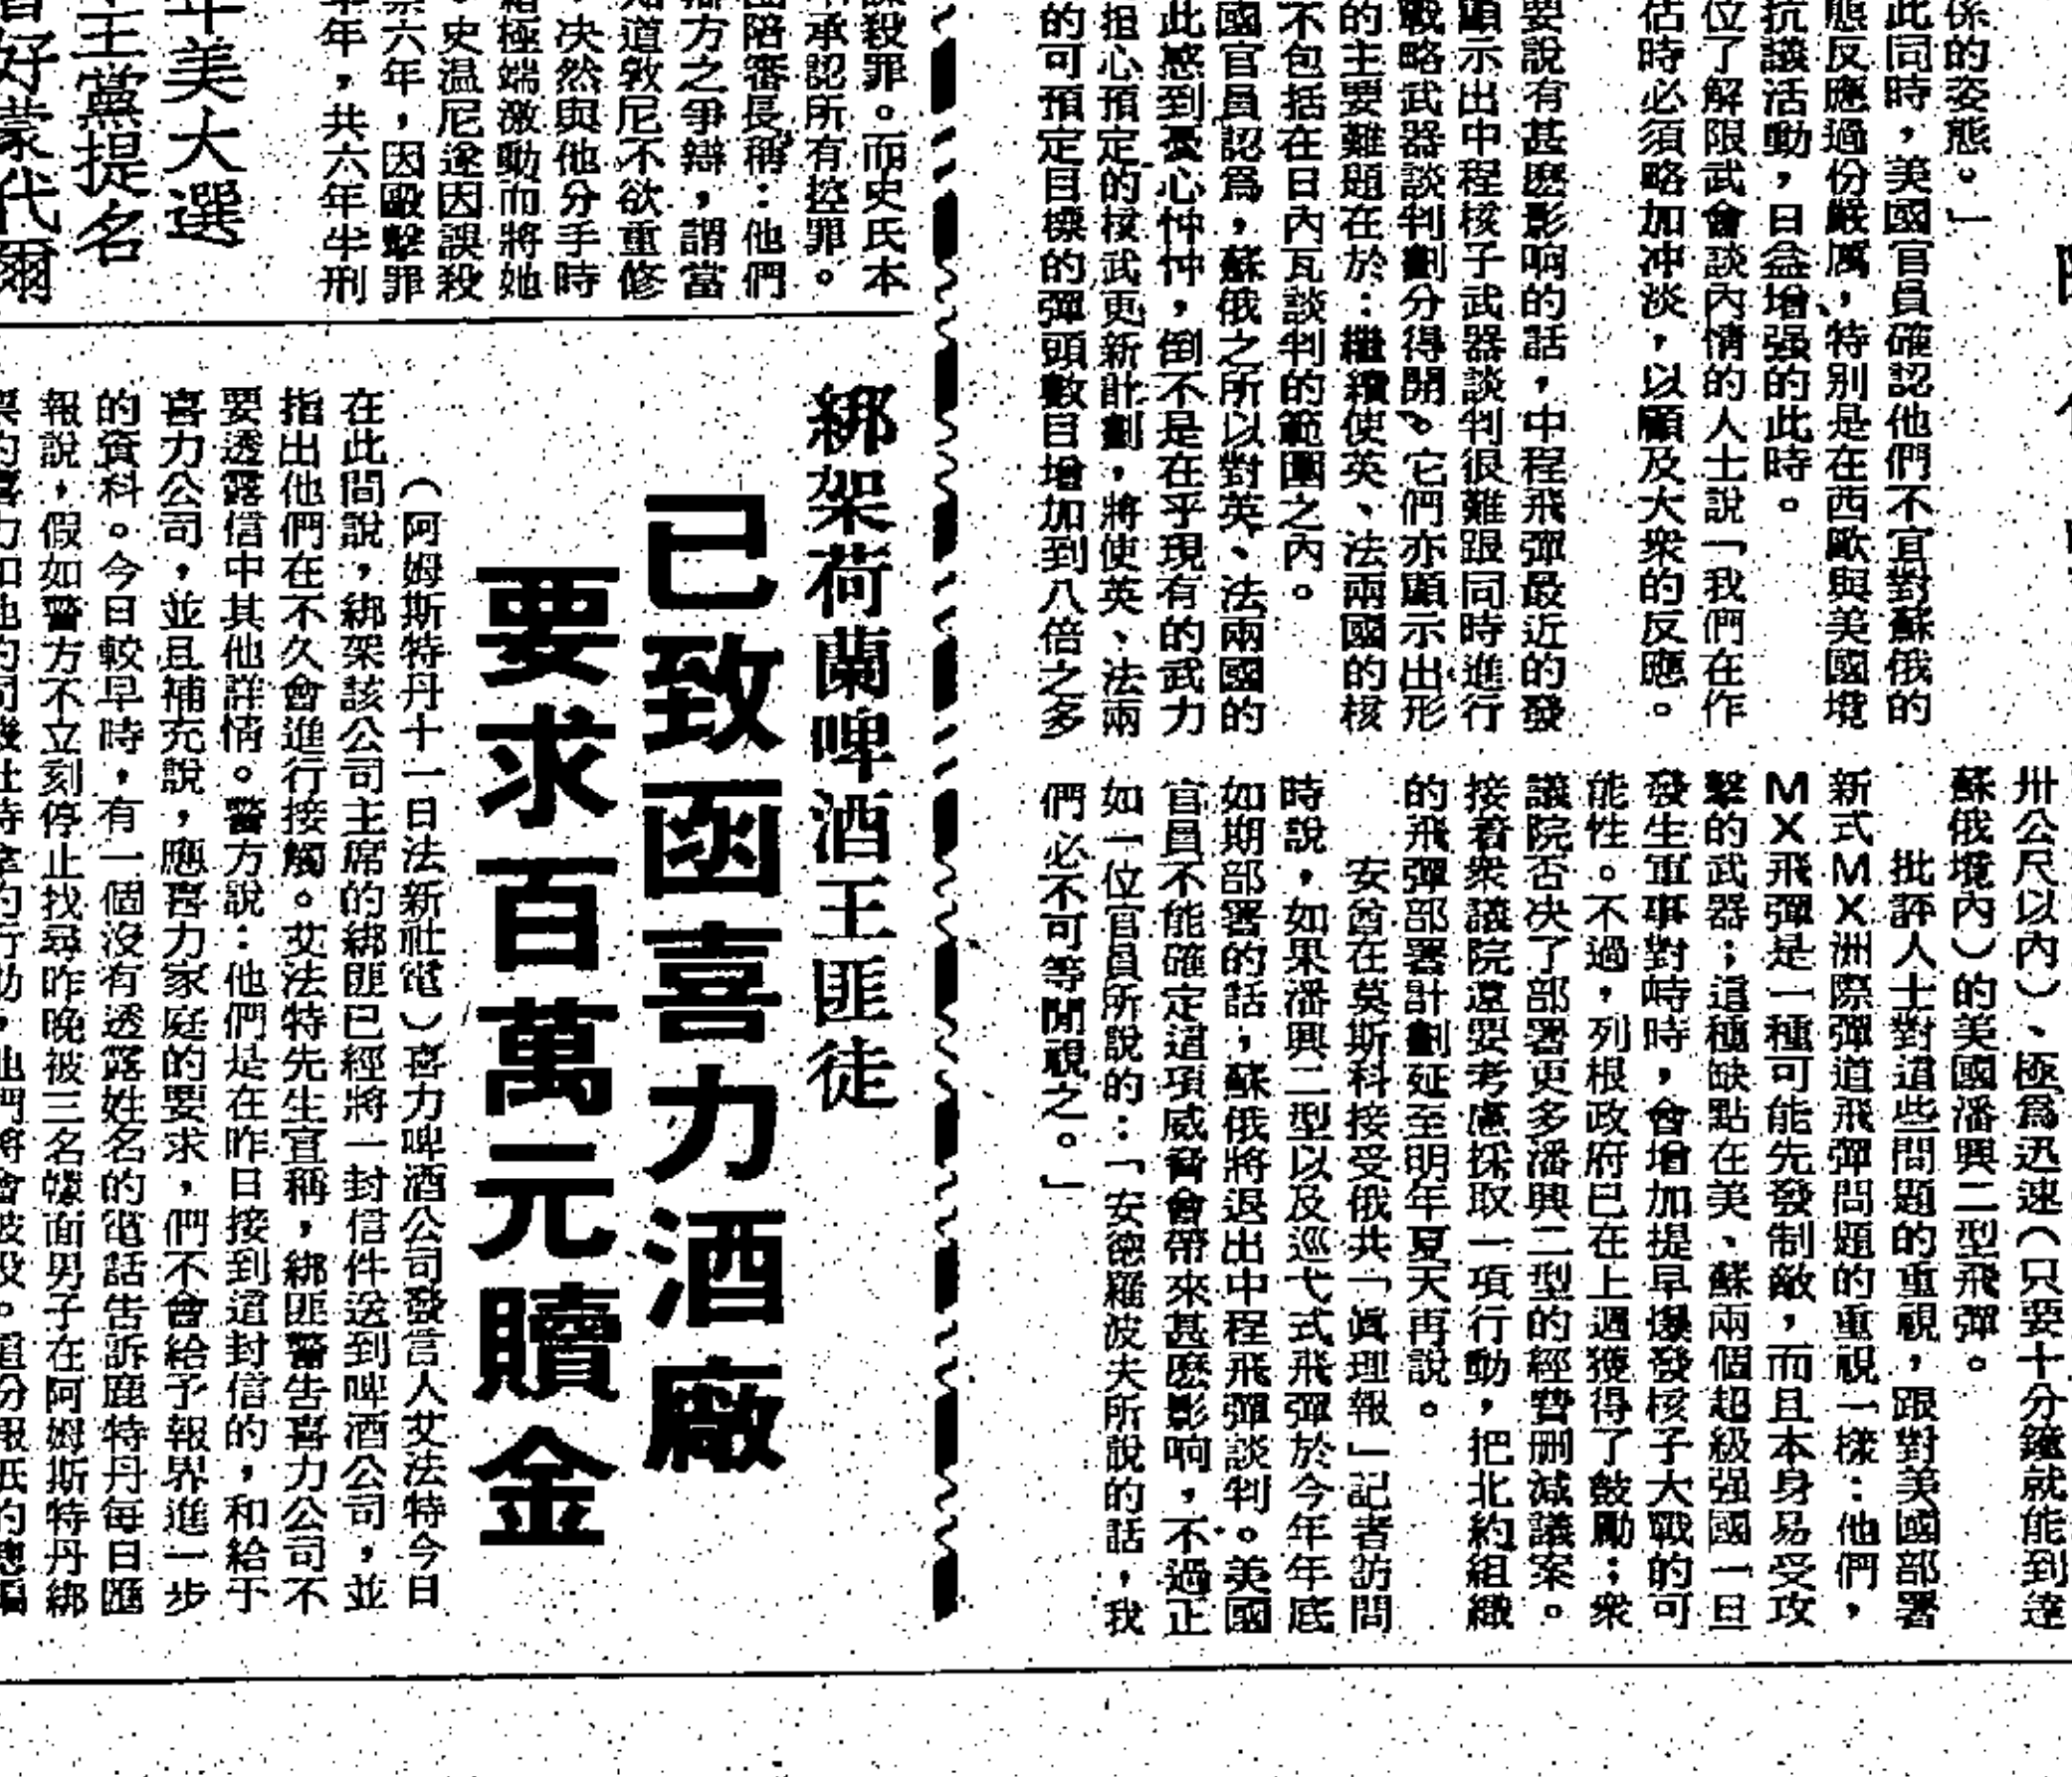 係的姿態。」
此同時，美國官員確認他們不宜對蘇俄的
態反應過份嚴厲，特別是在西歐與美國境
抗議活動，日益增强的此時。
位了解限武會談內情的人士說「我們在作
估時必須略加冲淡，以顧及大衆的反應。
要說有甚麽影响的話，中程飛彈最近的發
顯示出中程核子武器談判很難跟同時進行
戰略武器談判劃分得開。它們亦顯示出形
的主要難題在於：繼續使英、法兩國的核
不包括在日內瓦談判的範圍之內。
國官員認爲，蘇俄之所以對英、法兩國的
此感到憂心忡忡，倒不是在乎現有的武力
担心預定的核武更新計劃，將使英、法兩
的可預定目標的彈頭數目增加到八倍之多
卅公尺以內）、極爲迅速（只要十分鐘就能到達
蘇俄境內）的美國潘興二型飛彈。
批評人士對這些問題的重視，跟對美國部署
新式ＭＸ洲際彈道飛彈問題的重視一樣：他們，
ＭＸ飛彈是一種可能先發制敵，而且本身易受攻
擊的武器；這種缺點在美、蘇兩個超級强國一旦
發生軍事對峙時，會增加提早爆發核子大戰的可
能性。不過，列根政府已在上週獲得了鼓勵；衆
議院否决了部署更多潘興二型的經費删減議案。
接着衆議院還要考慮採取一項行動，把北約組織
的飛彈部署計劃延至明年夏天再說。
安酋在莫斯科接受俄共「眞理報」記者訪問
時說，如果潘興二型以及巡弋式飛彈於今年年底
如期部署的話，蘇俄將退出中程飛彈談判。美國
官員不能確定這項威脅會帶來甚麽影响，不過正
如一位官員所說的：「安德羅波夫所說的話，我
們必不可等閒視之。」
謀殺罪。而史氏本
承認所有控罪。
陪審長稱：他們
方之爭辯，謂當
知道敦尼不欲重修
决然與他分手時
極端激動而將她
史温尼遂因誤殺
六年，因毆擊罪
年，共六年半刑
年美大選
主黨提名
好蒙代爾
綁架荷蘭啤酒王匪徒
已致函喜力酒廠
要求百萬元贖金
（阿姆斯特丹十一日法新社電）喜力啤酒公司發言人艾法特今日
在此間說，綁架該公司主席的綁匪已經將一封信件送到啤酒公司，並
指出他們在不久會進行接觸。艾法特先生宣稱，綁匪警告喜力公司不
要透露信中其他詳情。警方說：他們是在昨日接到這封信的，和給于
喜力公司，並且補充說，應喜力家庭的要求，們不會給予報界進一步
的資料。今日較早時，有一個沒有透露姓名的電話告訴鹿特丹每日匯
報說，假如警方不立刻停止找尋昨晚被三名幪面男子在阿姆斯特丹綁